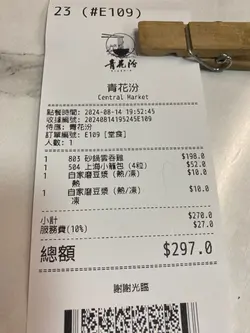 23 (#E109)
青花汾
青花汾
Central Market
點餐時間: 2024-08-14 19:52:45
收據編號: 20240814195245E109
侍應: 青花汾
訂單編號: E109 [堂食]
人數: 1
1 803 砂鍋雲吞雞 $198.0
1 504 上海小籠包 (4粒) $52.0
1 自家磨豆漿 (熱/凍) $10.0
熱
1 自家磨豆漿 (熱/凍) $10.0
凍
小計 $270.0
服務費(10%) $27.0
總額 $297.0
謝謝光臨